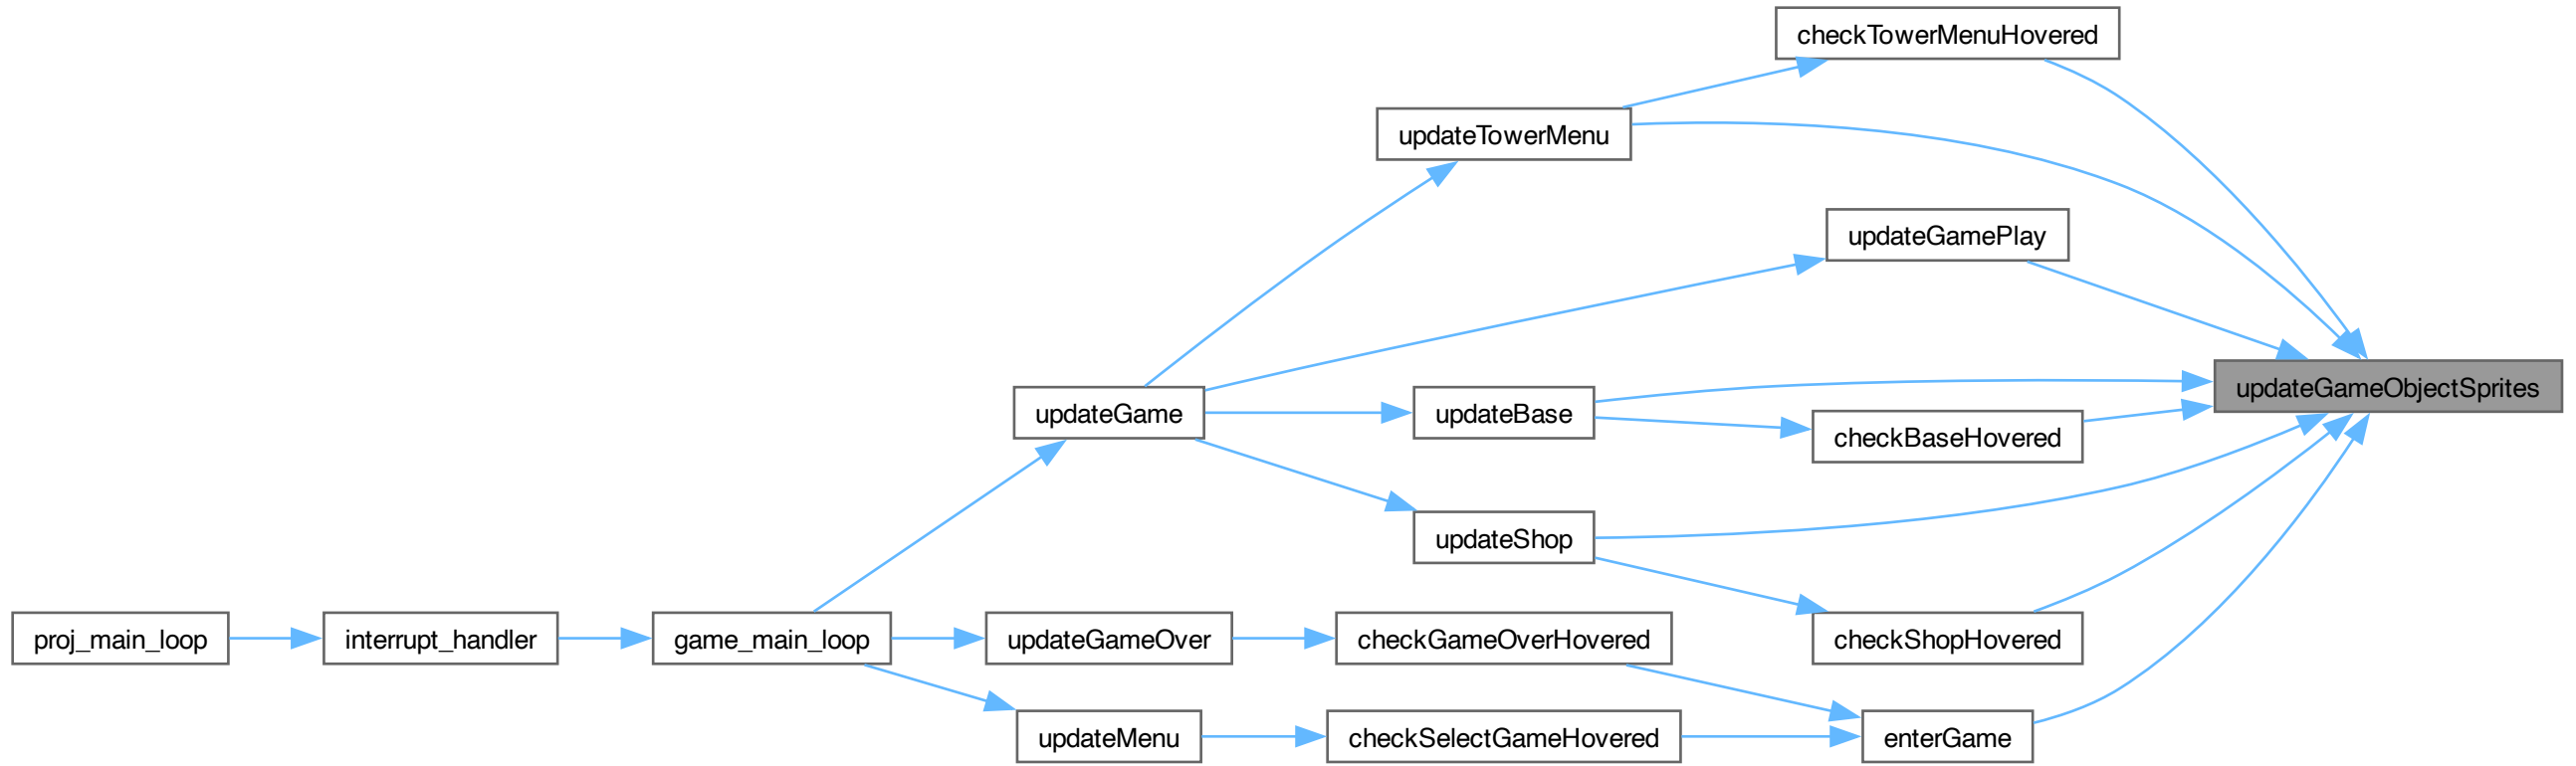 checkTowerMenuHovered
updateTowerMenu
updateGamePlay
updateGameObjectSprites
updateGame
updateBase
checkBaseHovered
updateShop
proj_main_loop
interrupt_handler
game_main_loop
updateGameOver
checkGameOverHovered
checkShopHovered
updateMenu
checkSelectGameHovered
enterGame